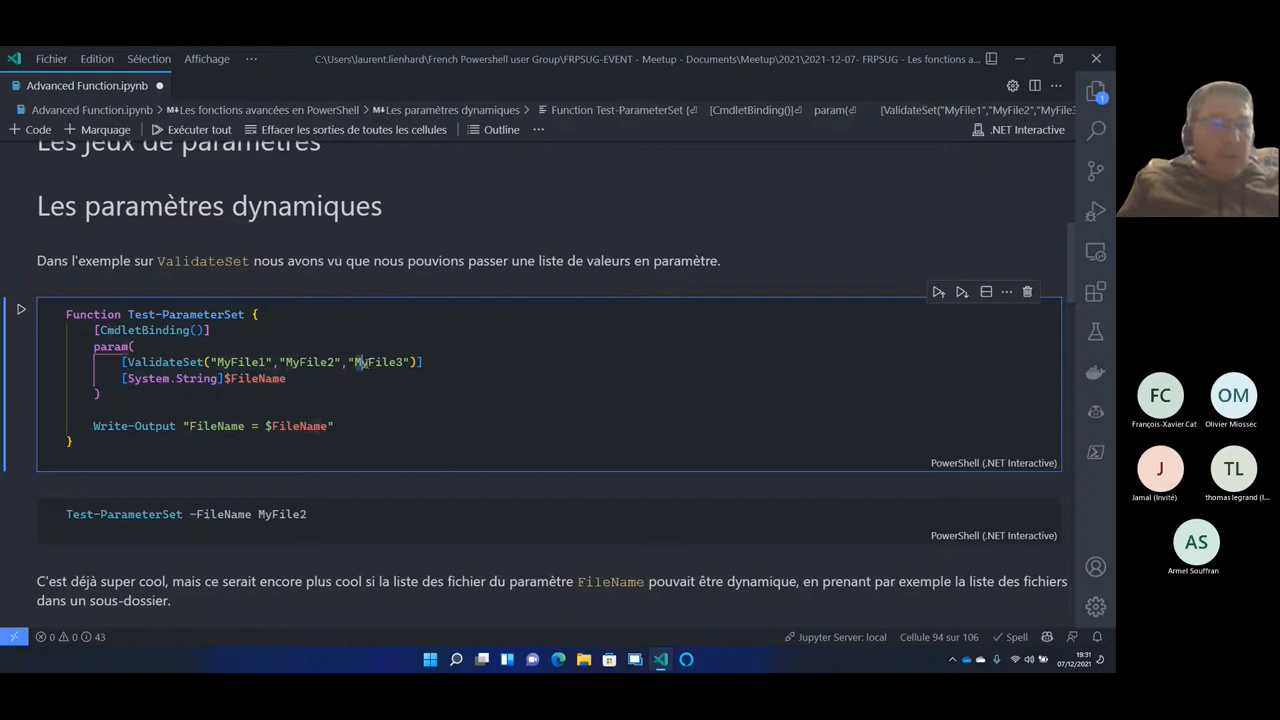 Fichier Edition Sélection Affichage ··· C:\Users\laurent.lienhard\French Powershell user Group\FRPSUG-EVENT - Meetup - Documents\Meetup\2021\2021-12-07- FRPSUG - Les fonctions a...
Advanced Function.ipynb
Advanced Function.ipynb > Les fonctions avancées en PowerShell > Les paramètres dynamiques > Function Test-ParameterSet { [CmdletBinding()] param( [ValidateSet("MyFile1","MyFile2","MyFile3
+ Code + Marquage Exécuter tout Effacer les sorties de toutes les cellules Outline ··· .NET Interactive
Les jeux de paramètres
Les paramètres dynamiques
Dans l'exemple sur ValidateSet nous avons vu que nous pouvions passer une liste de valeurs en paramètre.
Function Test-ParameterSet {
[CmdletBinding()]
param(
[ValidateSet("MyFile1","MyFile2","MyFile3")]
[System.String]$FileName
)
Write-Output "FileName = $FileName"
}
PowerShell (.NET Interactive)
Test-ParameterSet -FileName MyFile2
PowerShell (.NET Interactive)
C'est déjà super cool, mais ce serait encore plus cool si la liste des fichier du paramètre FileName pouvait être dynamique, en prenant par exemple la liste des fichiers
dans un sous-dossier.
0 0 43 Jupyter Server: local Cellule 94 sur 106 Spell
19:31
07/12/2021
1
FC OM
François-Xavier Cat Olivier Miossec
J TL
Jamal (Invité) thomas legrand (I...
AS
Armel Souffran